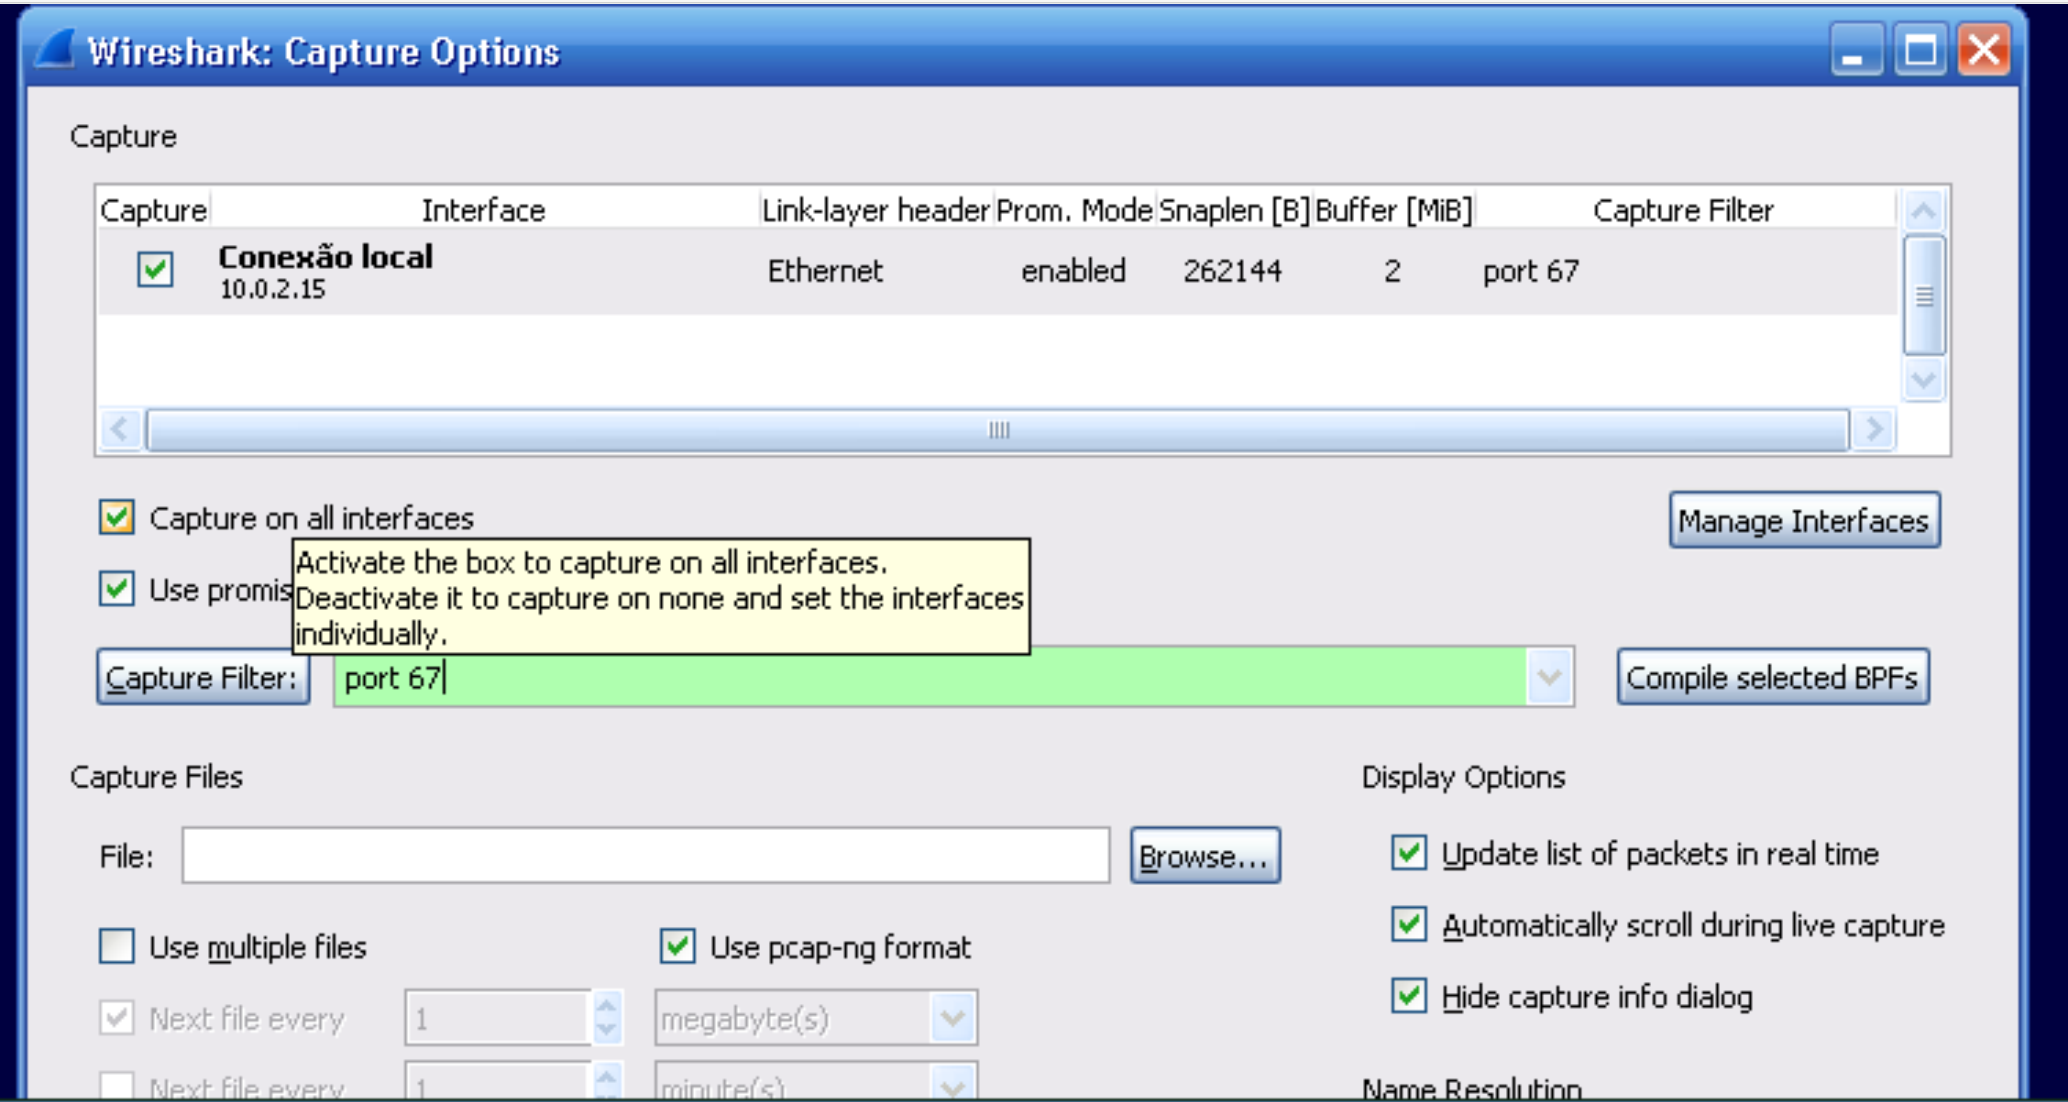 Wireshark: Capture Options
Capture
Capture Interface Link-layer header Prom. Mode Snaplen [B] Buffer [MiB] Capture Filter
Conexão local
10.0.2.15
Ethernet enabled 262144 2 port 67
Capture on all interfaces
Manage Interfaces
Activate the box to capture on all interfaces.
Use promis
Deactivate it to capture on none and set the interfaces
individually.
Capture Filter: port 67
Compile selected BPFs
Capture Files
Display Options
File:
Browse...
Update list of packets in real time
Automatically scroll during live capture
Use multiple files
Use pcap-ng format
Hide capture info dialog
Next file every 1 megabyte(s)
Next file every 1 minute(s)
Name Resolution